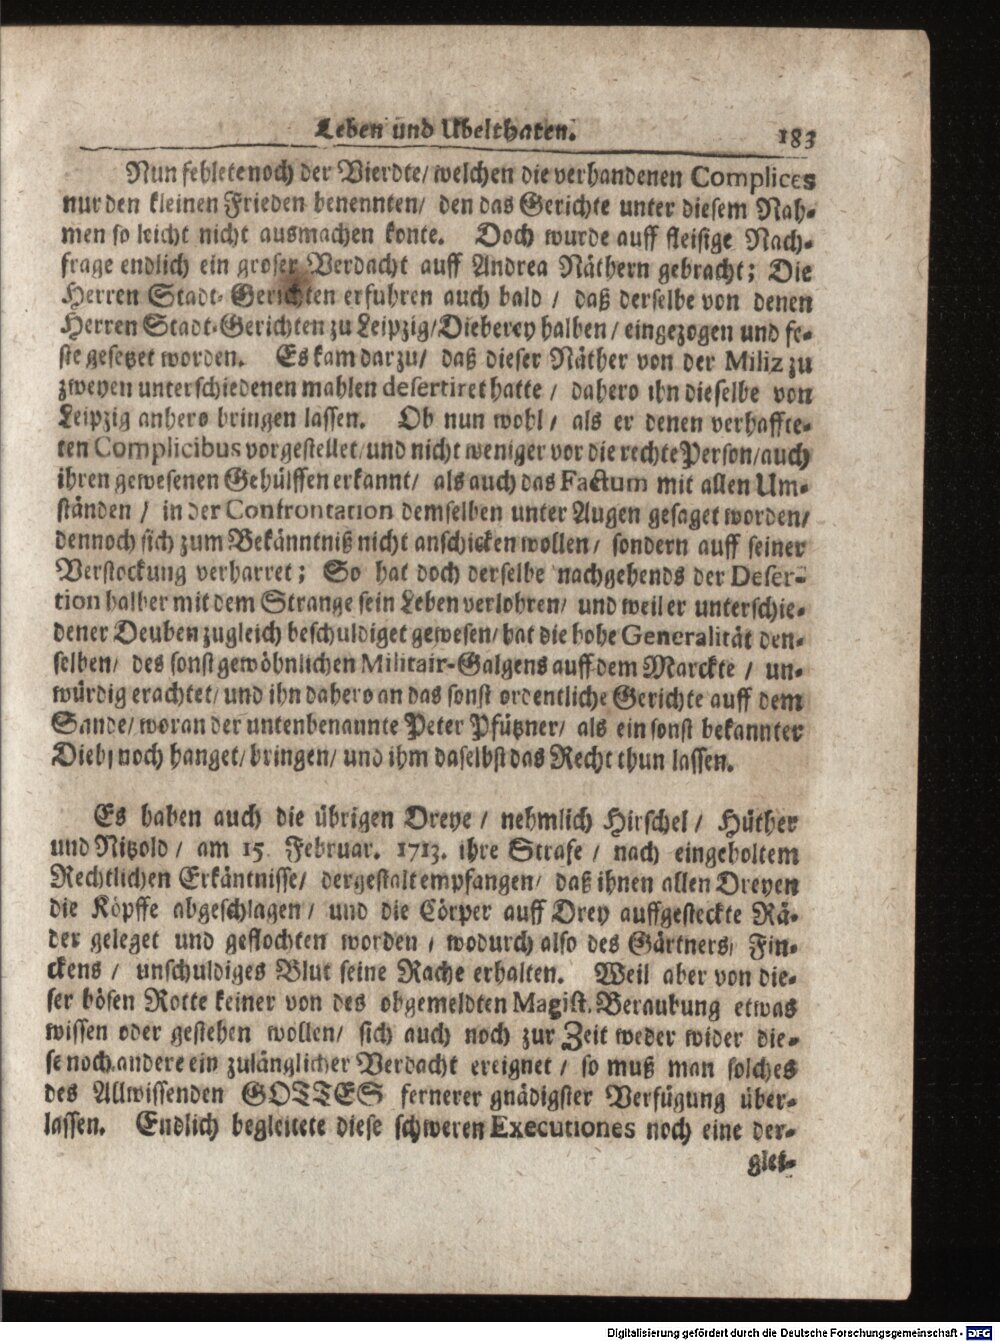 Leben und Ubelthaten. 183
Nun fehlete noch der Vierdte/ welchen die verhandenen Complices
nur den kleinen Frieden benennten/ den das Gerichte unter diesem Nah-
men so leicht nicht ausmachen konte. Doch wurde auff fleisige Nach-
frage endlich ein groser Verdacht auff Andrea Näthern gebracht; Die
Herren Stadt-Gerichten erfuhren auch bald / daß derselbe von denen
Herren Stadt-Gerichten zu Leipzig/ Dieberey halben/ eingezogen und fe-
ste gesetzet worden. Es kam darzu/ daß dieser Näther von der Miliz zu
zweyen unterschiedenen mahlen desertiret hatte / dahero ihn dieselbe von
Leipzig anhero bringen lassen. Ob nun wohl / als er denen verhaffte-
ten Complicibus vorgestellet/ und nicht weniger vor die rechte Person/ auch
ihren gewesenen Gehülffen erkannt/ als auch das Factum mit allen Um-
ständen / in der Confrontation demselben unter Augen gesaget worden/
dennoch sich zum Bekänntniß nicht anschicken wollen/ sondern auff seiner
Verstockung verharret; So hat doch derselbe nachgehends der Deser-
tion halber mit dem Strange sein Leben verlohren/ und weil er unterschie-
dener Deuben zugleich beschuldiget gewesen/ hat die hohe Generalität den-
selben/ des sonst gewöhnlichen Militair-Galgens auff dem Marckte / un-
würdig erachtet/ und ihn dahero an das sonst ordentliche Gerichte auff dem
Sande/ woran der untenbenannte Peter Pfützner/ als ein sonst bekannter
Dieb/ noch hanget/ bringen/ und ihm daselbst das Recht thun lassen.
Es haben auch die übrigen Dreye / nehmlich Hirschel / Hüther
und Nitzold / am 15. Februar. 1713. ihre Strafe / nach eingeholtem
Rechtlichen Erkäntnisse/ dergestalt empfangen/ daß ihnen allen Dreyen
die Köpffe abgeschlagen / und die Cörper auff Drey auffgesteckte Rä-
der geleget und geflochten worden / wodurch also des Gärtners/ Fin-
ckens / unschuldiges Blut seine Rache erhalten. Weil aber von die-
ser bösen Rotte keiner von des obgemeldten Magist. Beraubung etwas
wissen oder gestehen wollen/ sich auch noch zur Zeit weder wider die-
se noch andere ein zulänglicher Verdacht ereignet / so muß man solches
des Allwissenden GOTTES fernerer gnädigster Verfügung über-
lassen. Endlich begleitete diese schweren Executiones noch eine der-
glei-
Digitalisierung gefördert durch die Deutsche Forschungsgemeinschaft - DFG